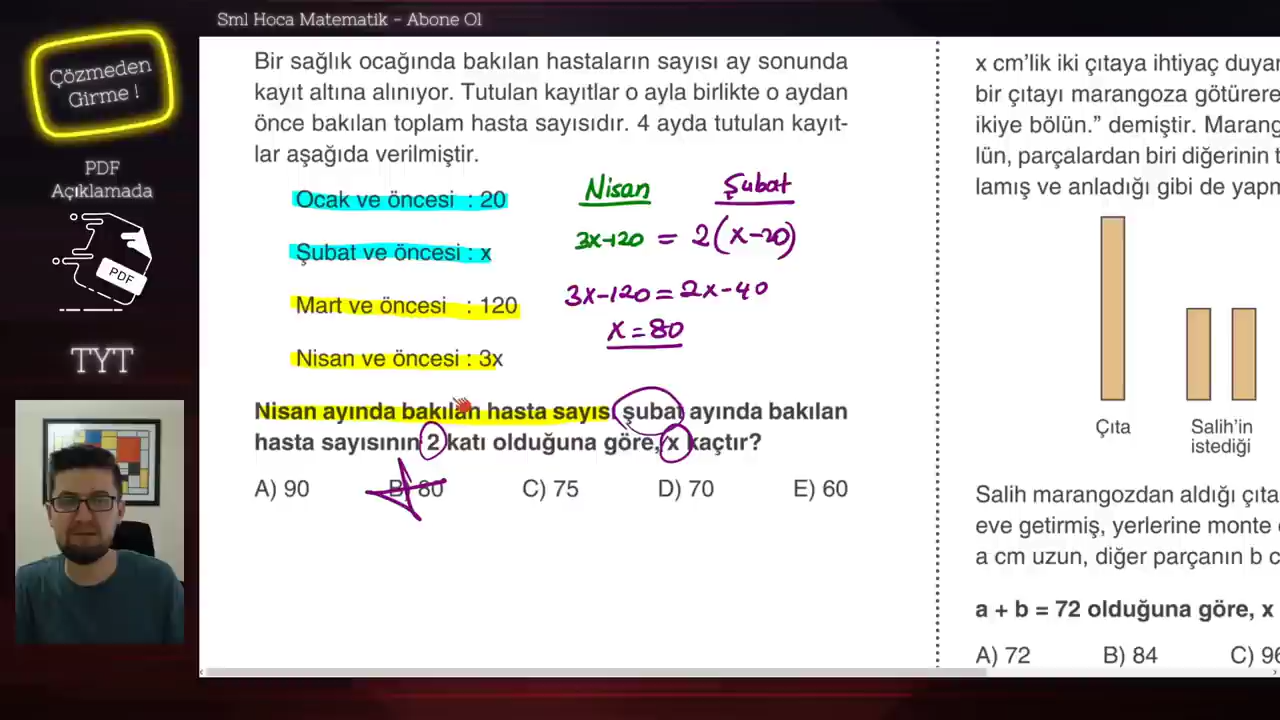 Sml Hoca Matematik - Abone Ol
Çözmeden
Girme !
PDF
Açıklamada
PDF
TYT
Bir sağlık ocağında bakılan hastaların sayısı ay sonunda
kayıt altına alınıyor. Tutulan kayıtlar o ayla birlikte o aydan
önce bakılan toplam hasta sayısıdır. 4 ayda tutulan kayıt-
lar aşağıda verilmiştir.
Ocak ve öncesi : 20
Şubat ve öncesi : x
Mart ve öncesi : 120
Nisan ve öncesi : 3x
Nisan Şubat
3x-120 = 2(x-20)
3x-120=2x-40
x=80
Nisan ayında bakılan hasta sayısı şubat ayında bakılan
hasta sayısının 2 katı olduğuna göre, x kaçtır?
A) 90 B) 80 C) 75 D) 70 E) 60
x cm'lik iki çıtaya ihtiyaç duyar
bir çıtayı marangoza götürere
ikiye bölün." demiştir. Marang
lün, parçalardan biri diğerinin t
lamış ve anladığı gibi de yapm
Çıta
Salih'in
istediği
Salih marangozdan aldığı çıta
eve getirmiş, yerlerine monte
a cm uzun, diğer parçanın b c
a + b = 72 olduğuna göre, x
A) 72 B) 84 C) 96